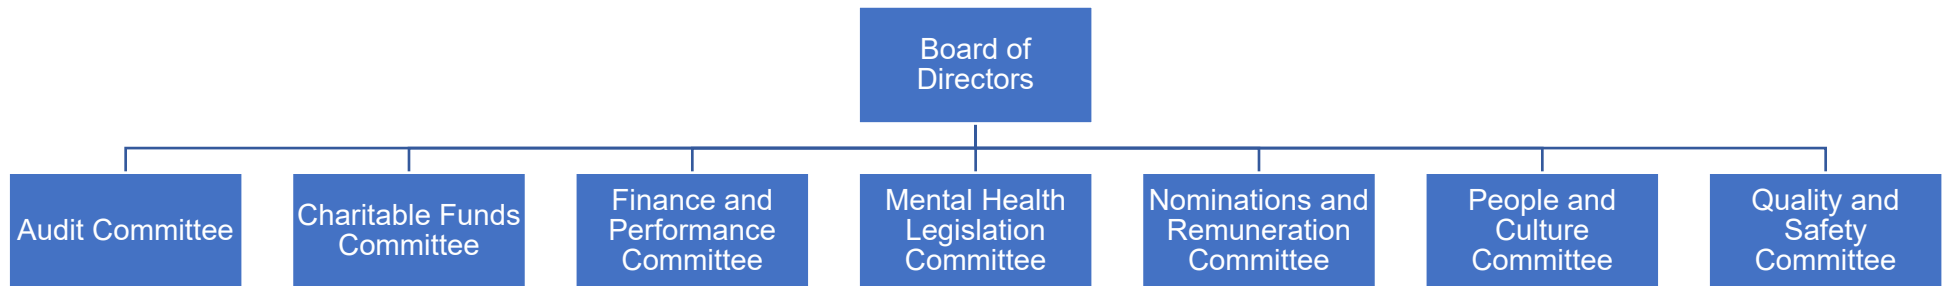 Board of
Directors
Audit Committee
Charitable Funds
Committee
Finance and
Performance
Committee
Mental Health
Legislation
Committee
Nominations and
Remuneration
Committee
People and
Culture
Committee
Quality and
Safety
Committee